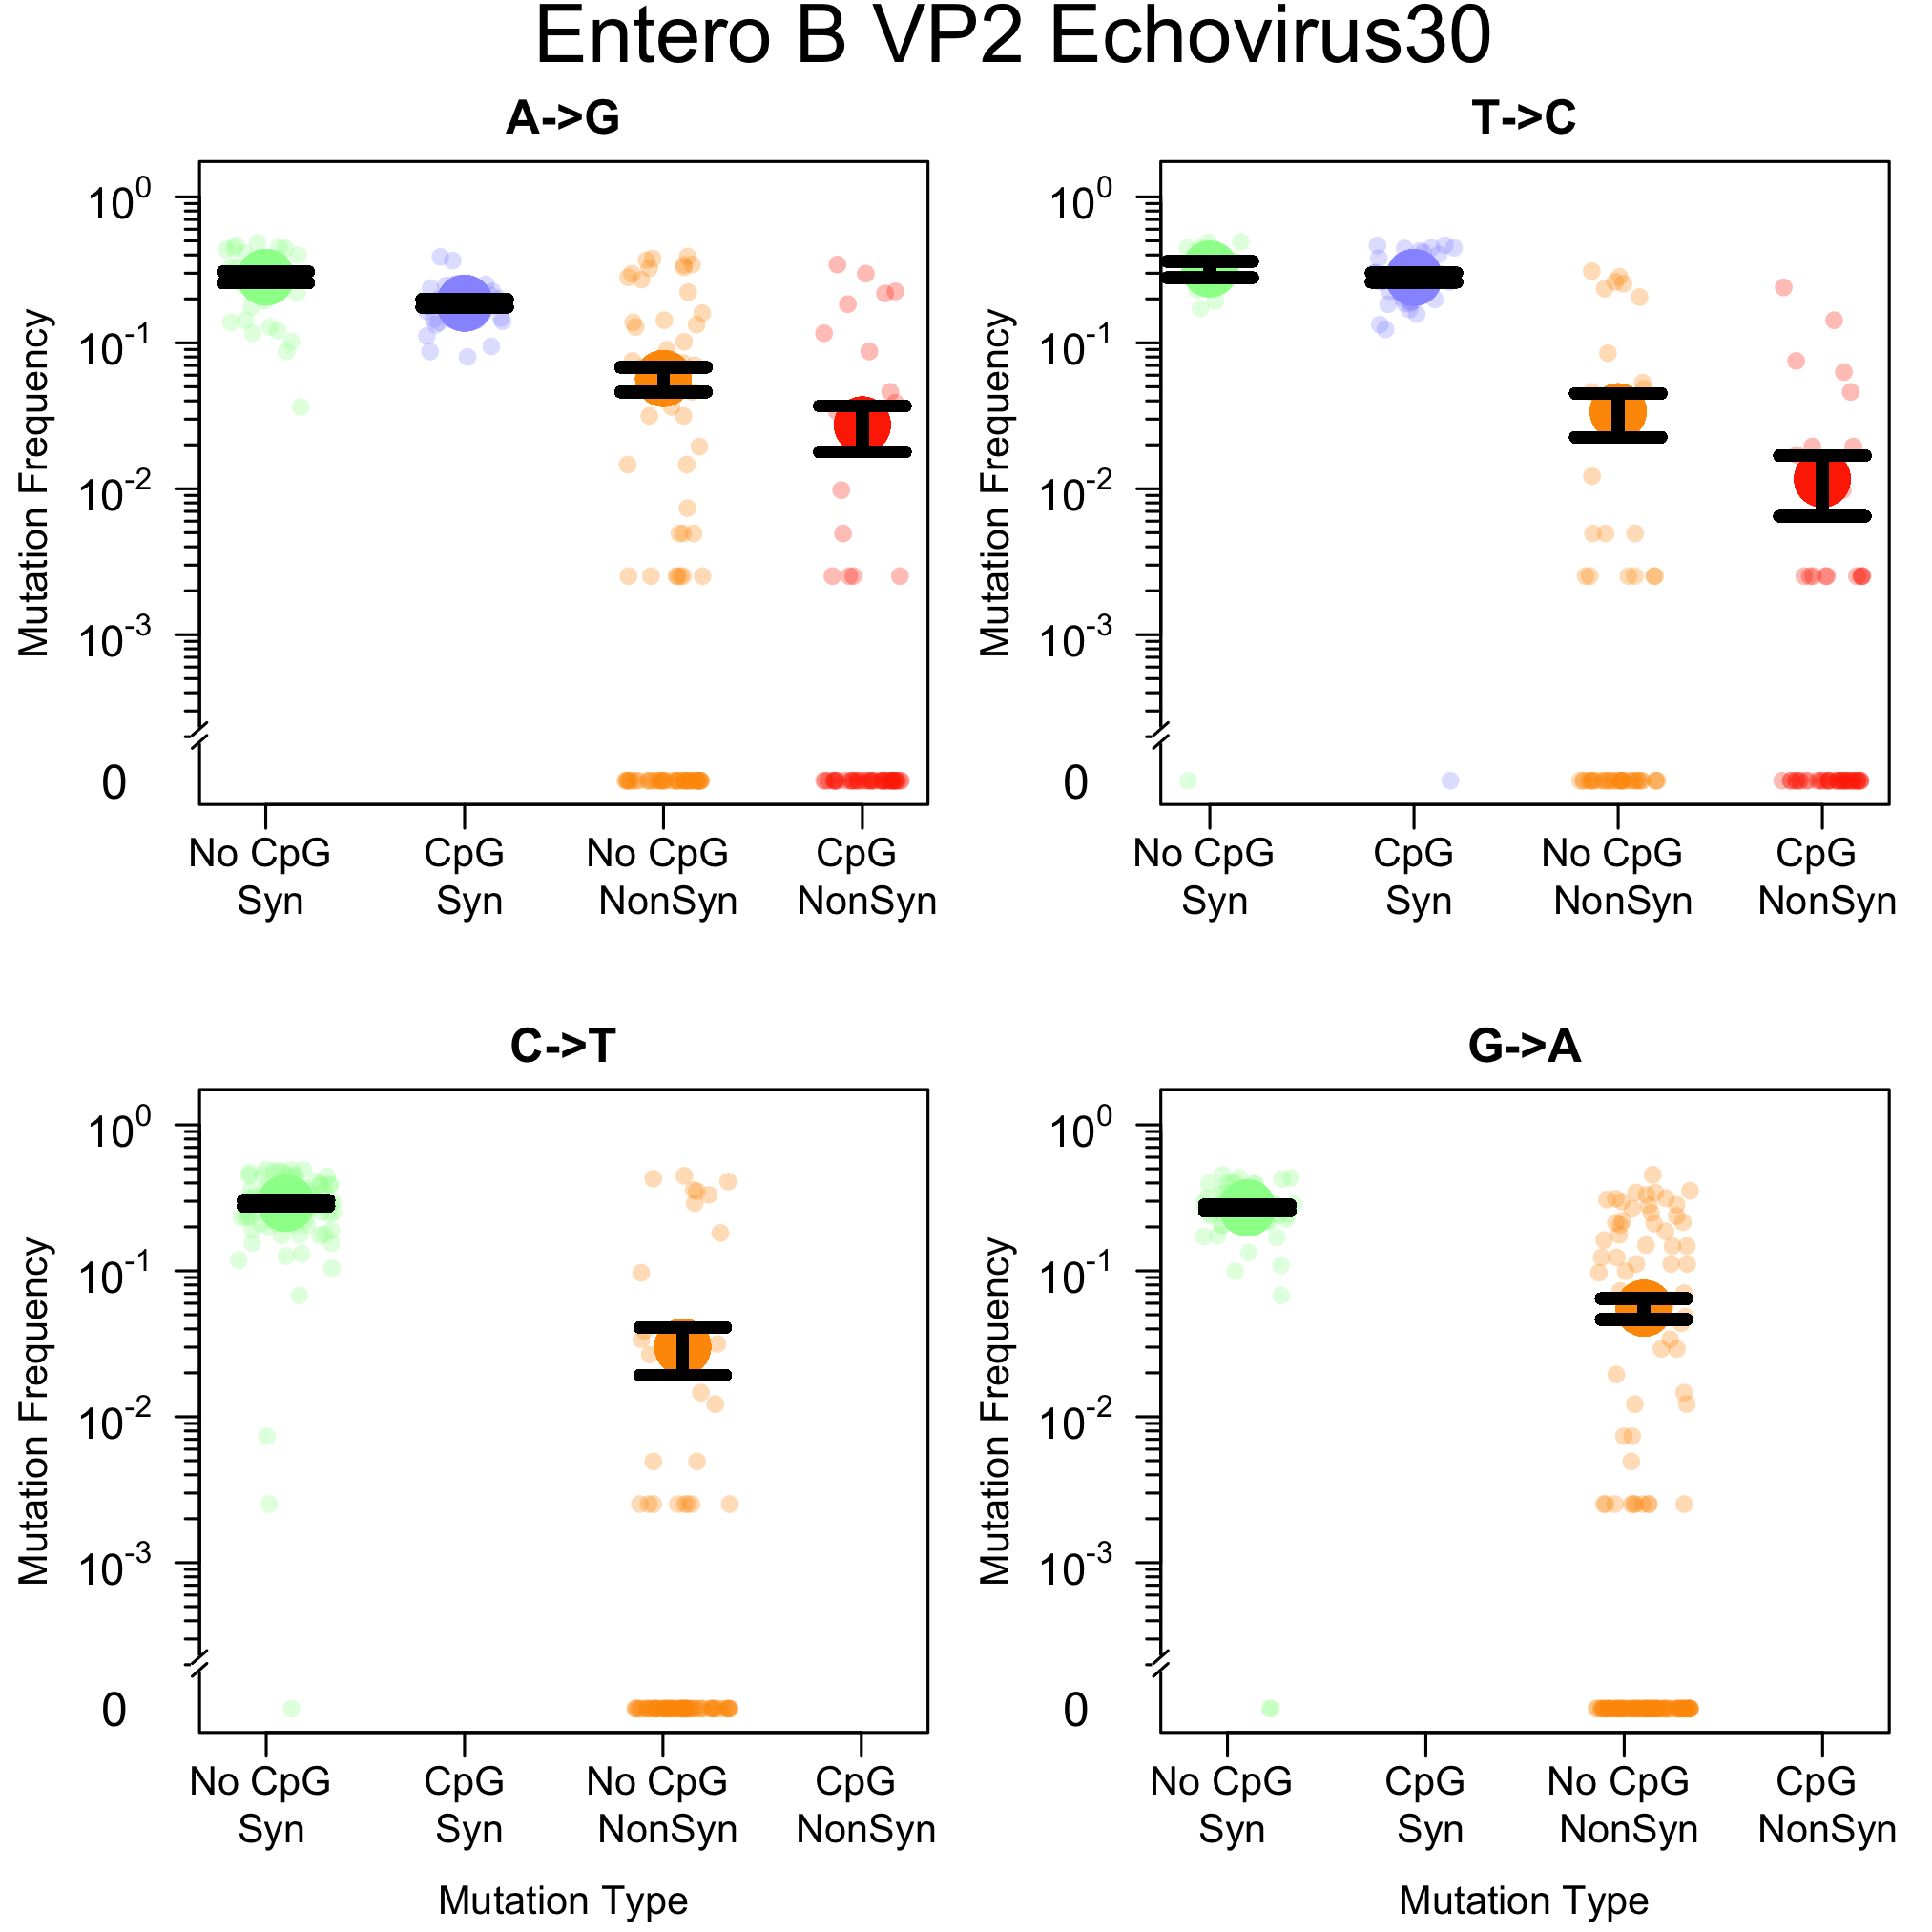 Entero B VP2 Echovirus30
A->G
Mutation Frequency
10^0
10^-1
10^-2
10^-3
0
No CpG CpG No CpG CpG
Syn Syn NonSyn NonSyn
T->C
Mutation Frequency
10^0
10^-1
10^-2
10^-3
0
No CpG CpG No CpG CpG
Syn Syn NonSyn NonSyn
C->T
Mutation Frequency
10^0
10^-1
10^-2
10^-3
0
No CpG CpG No CpG CpG
Syn Syn NonSyn NonSyn
Mutation Type
G->A
Mutation Frequency
10^0
10^-1
10^-2
10^-3
0
No CpG CpG No CpG CpG
Syn Syn NonSyn NonSyn
Mutation Type